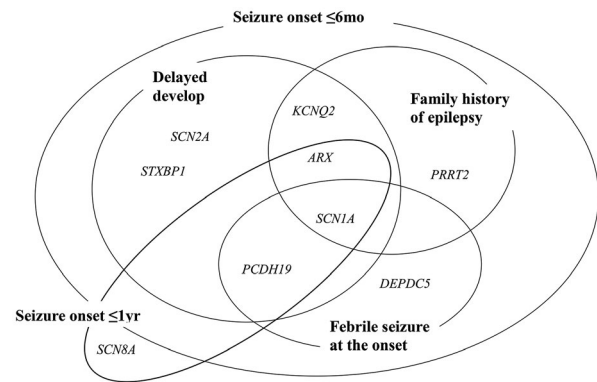 Seizure onset ≤6mo
Delayed
develop
KCNQ2
Family history
of epilepsy
SCN2A
ARX
STXBP1
PRRT2
SCN1A
PCDH19
DEPDC5
Seizure onset ≤1yr
Febrile seizure
at the onset
SCN8A